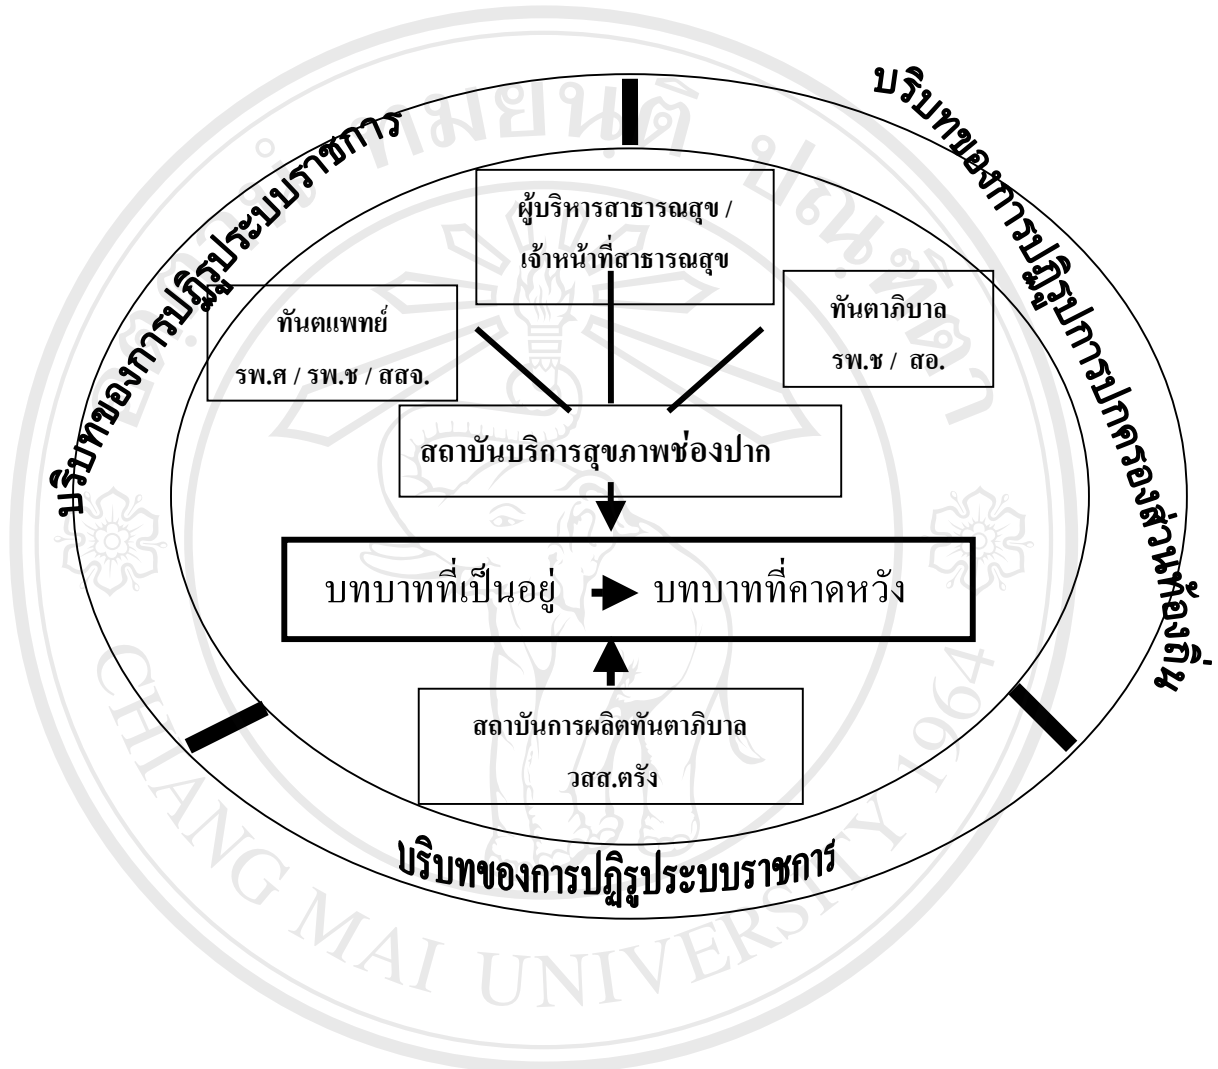 บริบทของการปฏิรูประบบราชการ
บริบทของการปฏิรูปการปกครองส่วนท้องถิ่น
ผู้บริหารสาธารณสุข /
เจ้าหน้าที่สาธารณสุข
ทันตแพทย์
รพ.ศ / รพ.ช / สสจ.
ทันตาภิบาล
รพ.ช / สอ.
สถาบันบริการสุขภาพช่องปาก
บทบาทที่เป็นอยู่ บทบาทที่คาดหวัง
สถาบันการผลิตทันตาภิบาล
วสส.ตรัง
บริบทของการปฏิรูประบบราชการ
CHIANG MAI UNIVERSITY 1964